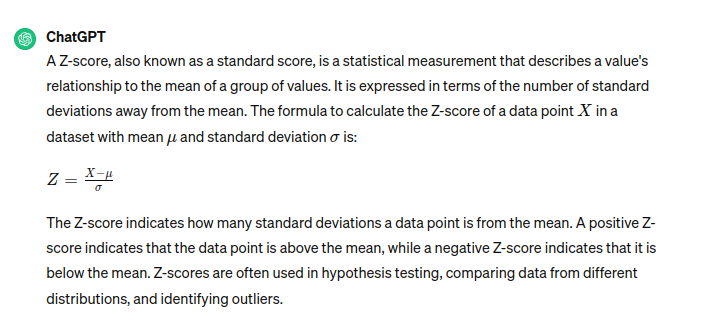 ChatGPT
A Z-score, also known as a standard score, is a statistical measurement that describes a value's
relationship to the mean of a group of values. It is expressed in terms of the number of standard
deviations away from the mean. The formula to calculate the Z-score of a data point X in a
dataset with mean μ and standard deviation σ is:
Z = \frac{X-μ}{σ}
The Z-score indicates how many standard deviations a data point is from the mean. A positive Z-
score indicates that the data point is above the mean, while a negative Z-score indicates that it is
below the mean. Z-scores are often used in hypothesis testing, comparing data from different
distributions, and identifying outliers.